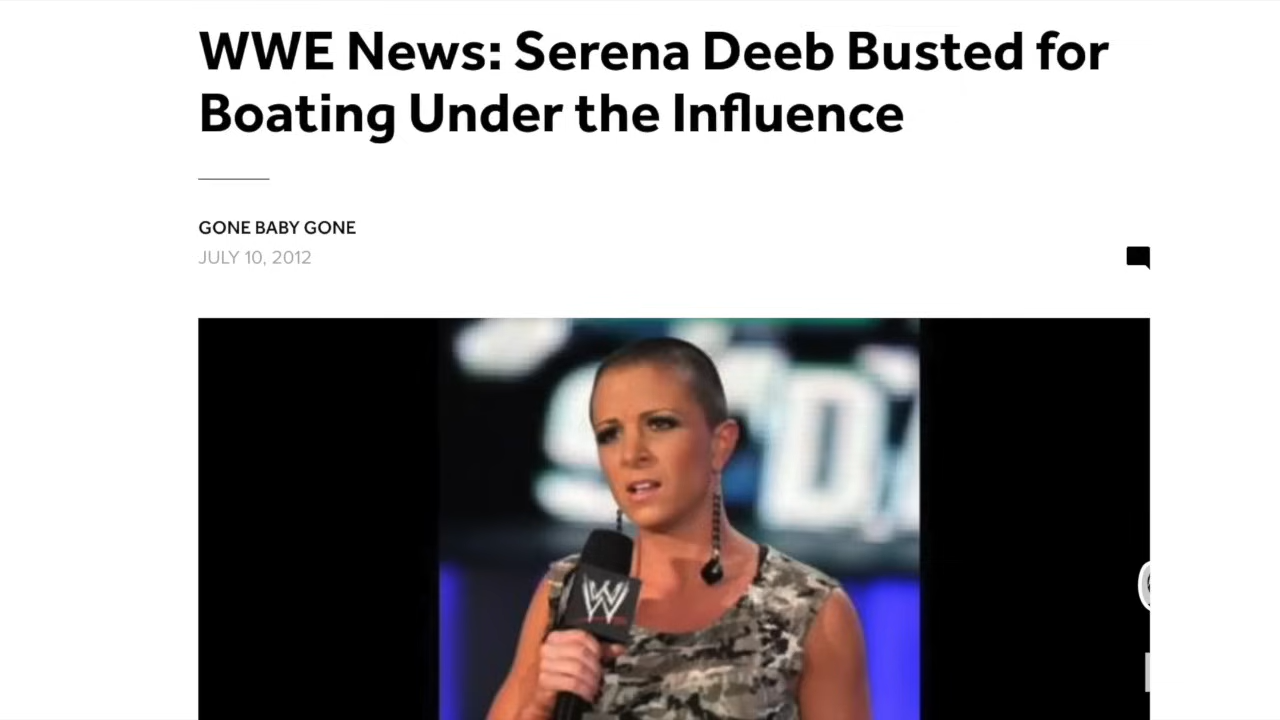 WWE News: Serena Deeb Busted for
Boating Under the Influence
GONE BABY GONE
JULY 10, 2012
W